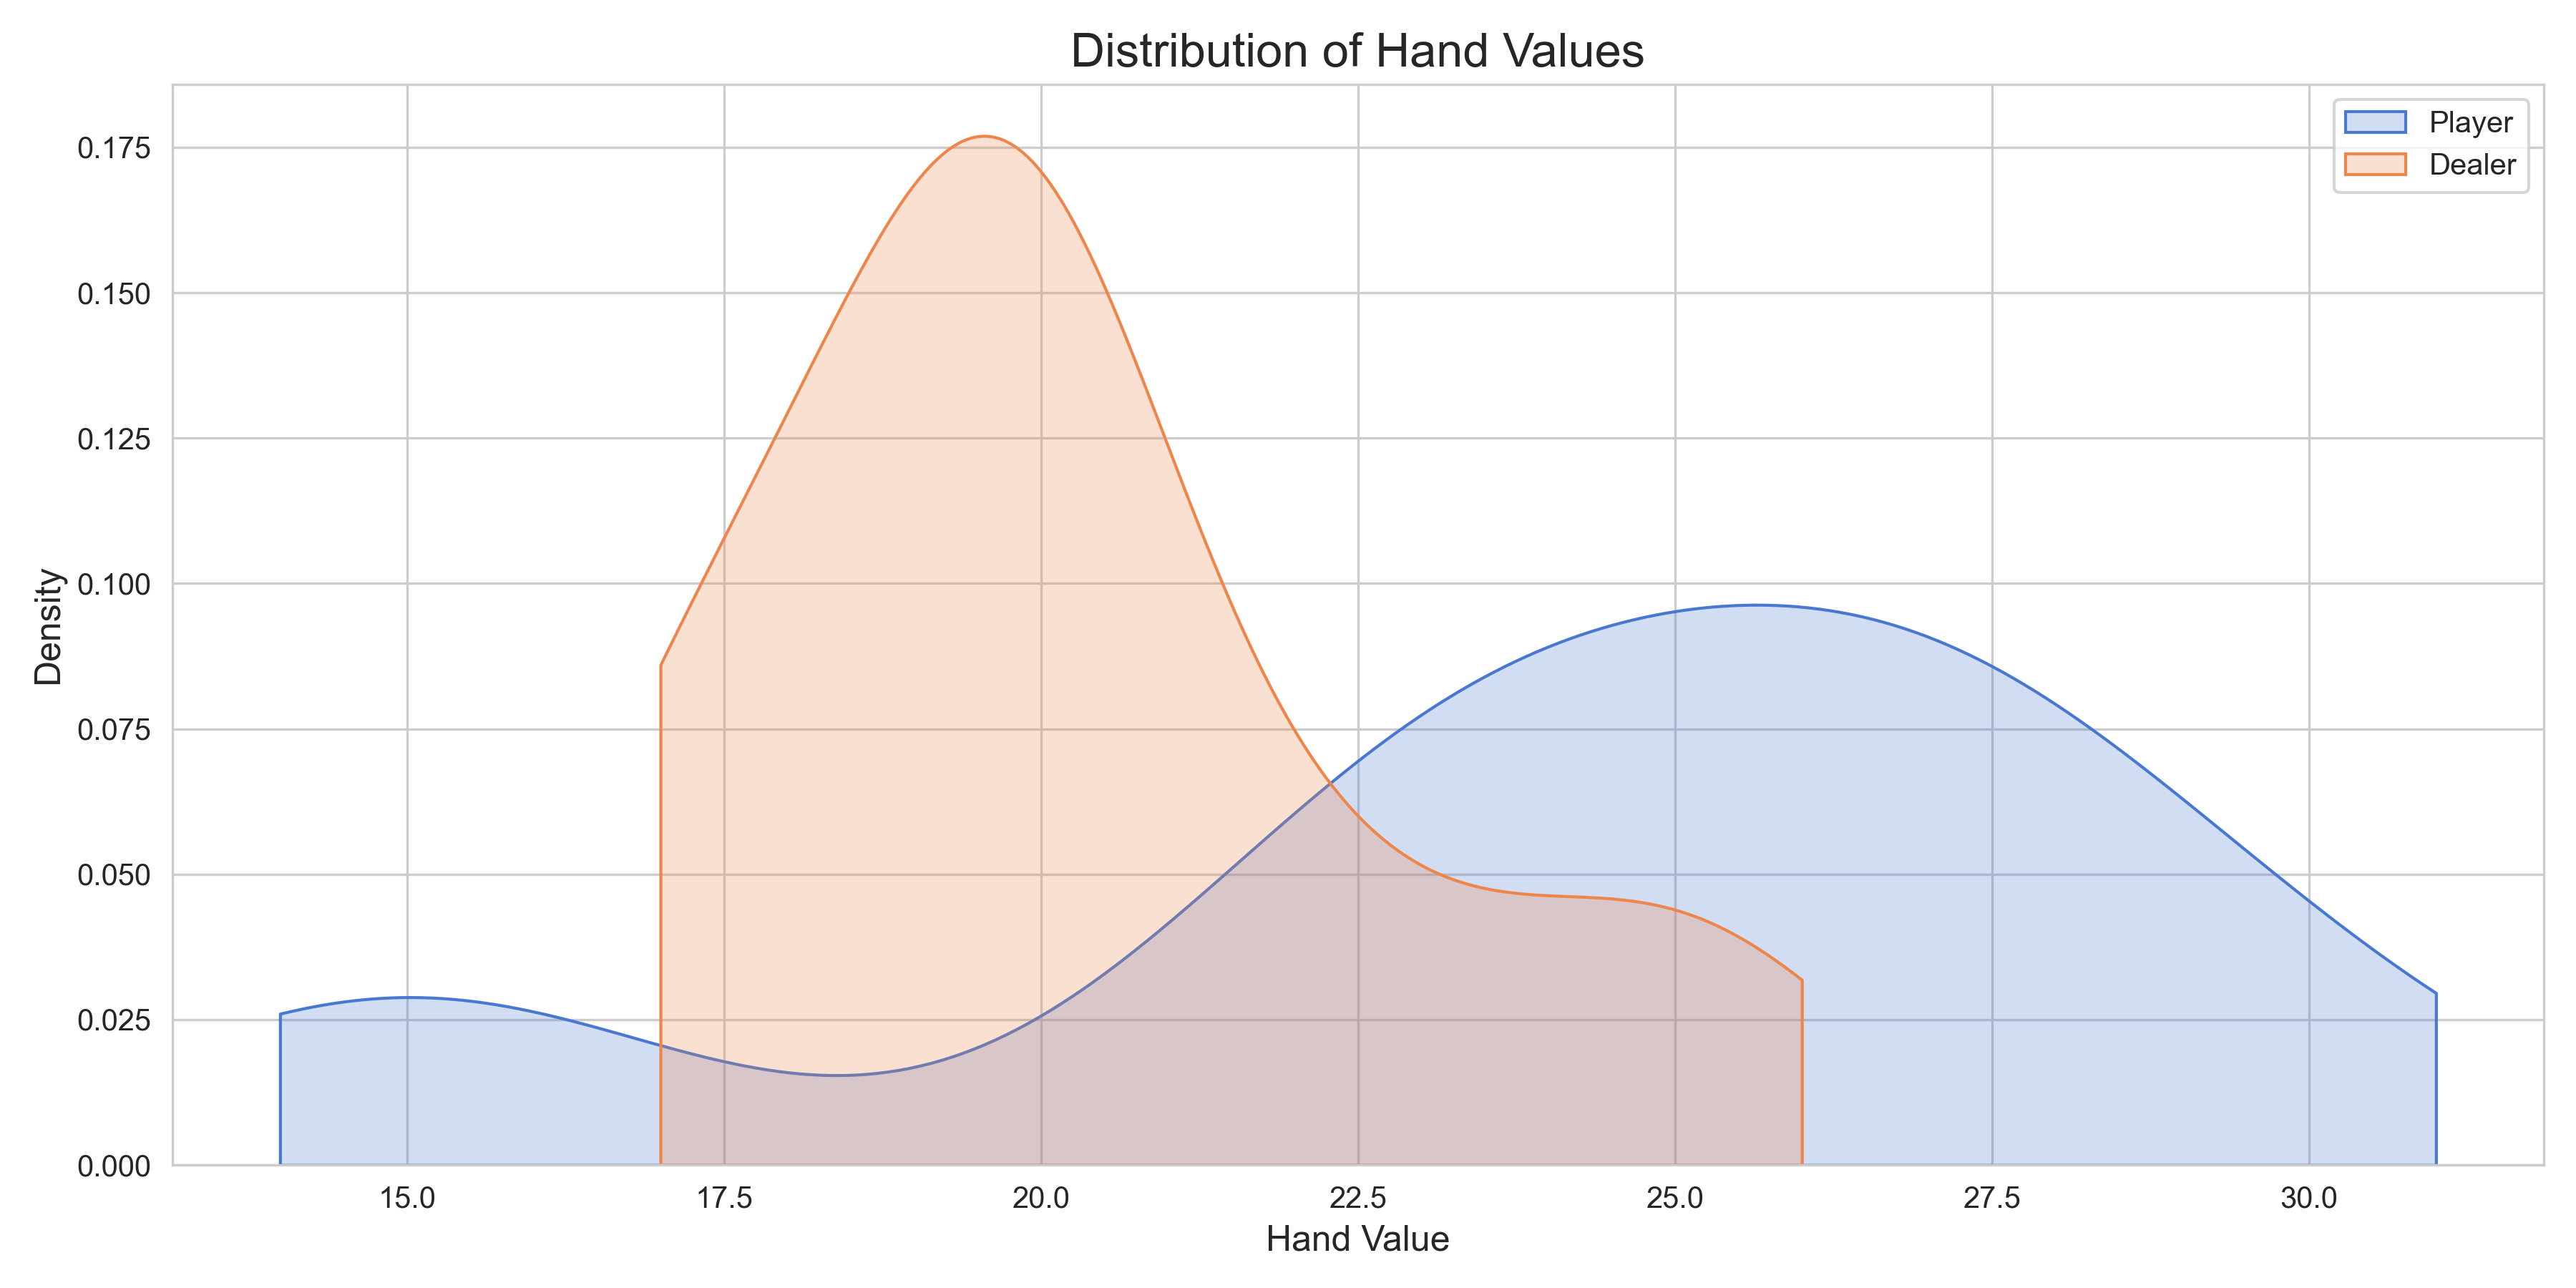 Distribution of Hand Values
Player
Dealer
0.175
0.150
0.125
0.100
0.075
0.050
0.025
0.000
Density
15.0 17.5 20.0 22.5 25.0 27.5 30.0
Hand Value